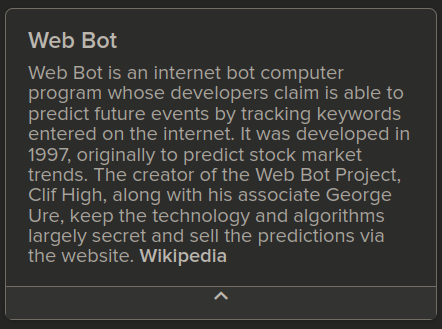 Web Bot
Web Bot is an internet bot computer
program whose developers claim is able to
predict future events by tracking keywords
entered on the internet. It was developed in
1997, originally to predict stock market
trends. The creator of the Web Bot Project,
Clif High, along with his associate George
Ure, keep the technology and algorithms
largely secret and sell the predictions via
the website. Wikipedia